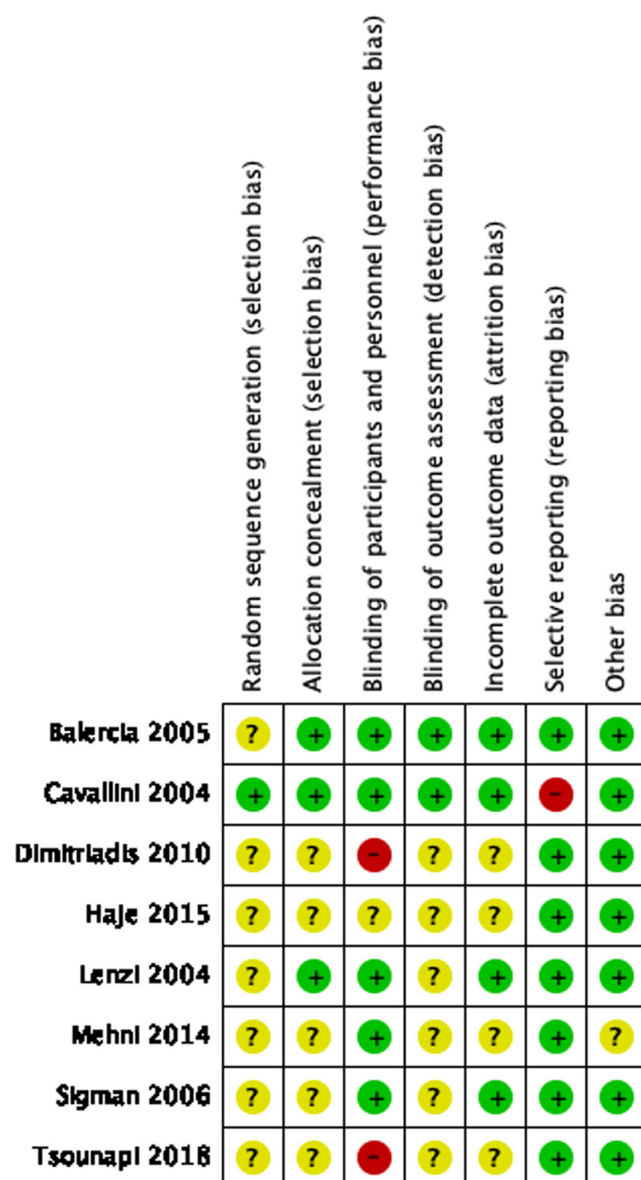 Random sequence generation (selection bias)
Allocation concealment (selection bias)
Blinding of participants and personnel (performance bias)
Blinding of outcome assessment (detection bias)
Incomplete outcome data (attrition bias)
Selective reporting (reporting bias)
Other bias
Balercia 2005 ? + + + + + +
Cavallini 2004 + + + + + - +
Dimitriadis 2010 ? ? - ? ? + +
Haje 2015 ? ? ? ? ? + +
Lenzi 2004 ? + + ? + + +
Mehni 2014 ? ? + ? ? + ?
Sigman 2006 ? ? + ? + + +
Tsounapi 2018 ? ? - ? ? + +